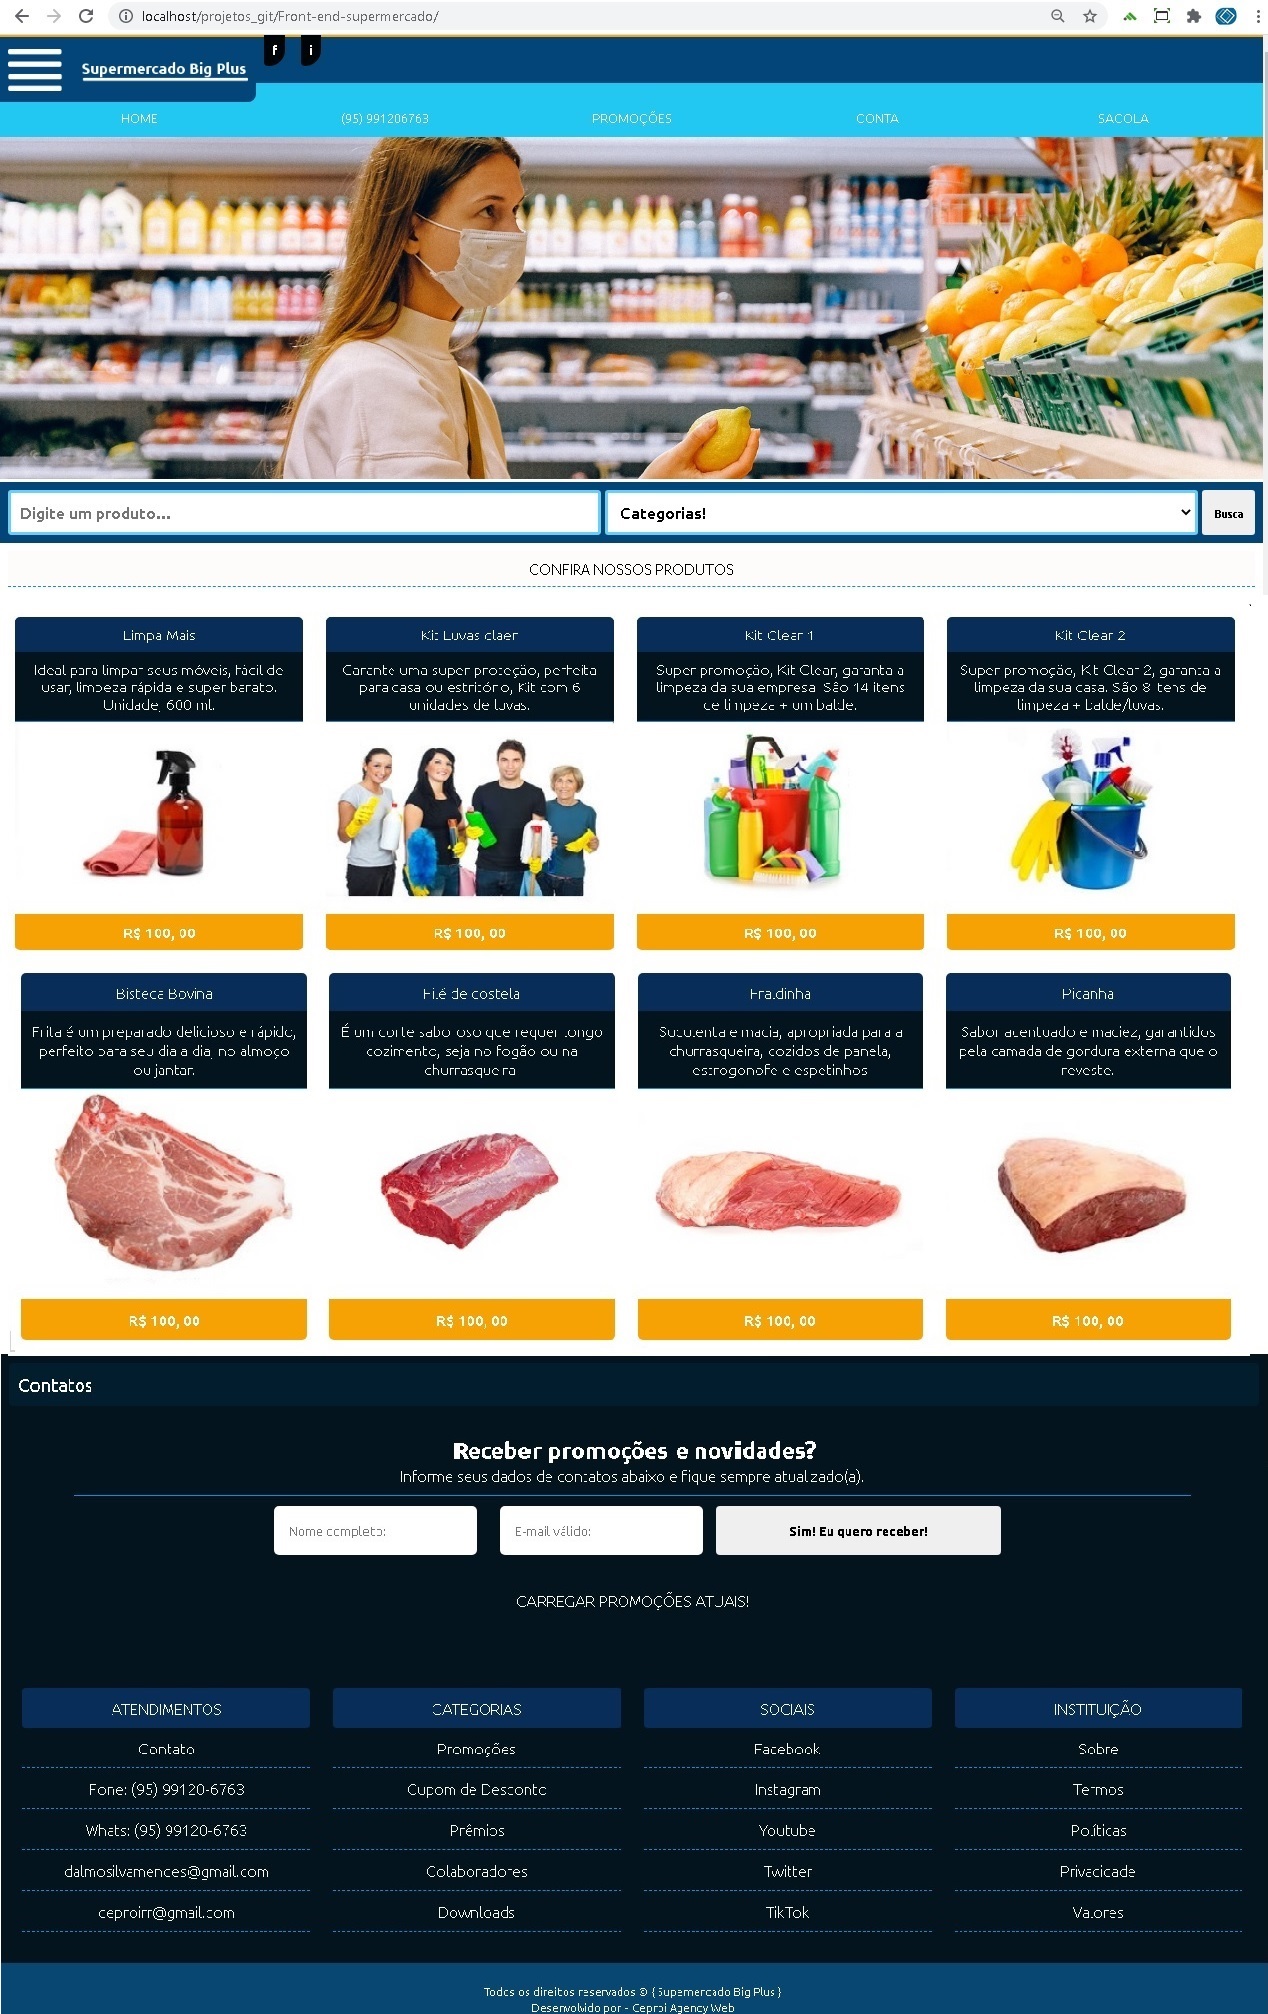 localhost/projetos_git/Front-end-supermercado/
f i
Supermercado Big Plus
HOME (95) 991206763 PROMOÇÕES CONTA SACOLA
Digite um produto... Categorias! Busca
CONFIRA NOSSOS PRODUTOS
Limpa Mais
Ideal para limpar seus móveis, fácil de
usar, limpeza rápida e super barato.
Unidade, 600 ml.
R$ 100, 00
Kit Luvas claer
Garante uma super proteção, perfeita
para casa ou estritório, Kit com 6
unidades de luvas.
R$ 100, 00
Kit Clear 1
Super promoção, Kit Clear, garanta a
limpeza da sua empresa. São 14 itens
de limpeza + um balde.
R$ 100, 00
Kit Clear 2
Super promoção, Kit Clear 2, garanta a
limpeza da sua casa. São 8 itens de
limpeza + balde/luvas.
R$ 100, 00
Bisteca Bovina
Frita é um preparado delicioso e rápido,
perfeito para seu dia a dia, no almoço
ou jantar.
R$ 100, 00
Filé de costela
É um corte saboroso que requer longo
cozimento, seja no fogão ou na
churrasqueira
R$ 100, 00
Fraldinha
Suculenta e macia, apropriada para a
churrasqueira, cozidos de panela,
estrogonofe e espetinhos
R$ 100, 00
Picanha
Sabor acentuado e maciez, garantidos
pela camada de gordura externa que o
reveste.
R$ 100, 00
Contatos
Receber promoções e novidades?
Informe seus dados de contatos abaixo e fique sempre atualizado(a).
Nome completo: E-mail válido: Sim! Eu quero receber!
CARREGAR PROMOÇÕES ATUAIS!
ATENDIMENTOS
Contato
Fone: (95) 99120-6763
Whats: (95) 99120-6763
dalmosilvamendes@gmail.com
ceproirr@gmail.com
CATEGORIAS
Promoções
Cupom de Desconto
Prêmios
Colaboradores
Downloads
SOCIAIS
Facebook
Instagram
Youtube
Twitter
TikTok
INSTITUIÇÃO
Sobre
Termos
Políticas
Privacidade
Valores
Todos os direitos reservados © { Supermercado Big Plus }
Desenvolvido por - Ceproi Agency Web